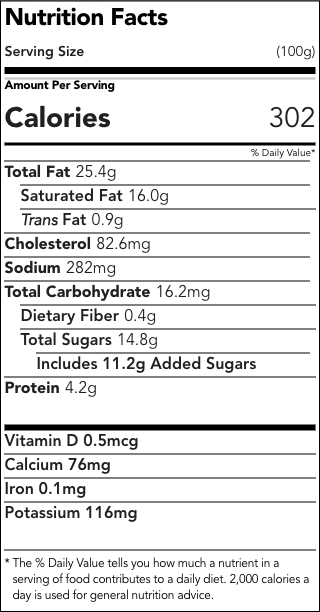 Nutrition Facts
Serving Size (100g)
Amount Per Serving
Calories 302
% Daily Value*
Total Fat 25.4g
Saturated Fat 16.0g
Trans Fat 0.9g
Cholesterol 82.6mg
Sodium 282mg
Total Carbohydrate 16.2mg
Dietary Fiber 0.4g
Total Sugars 14.8g
Includes 11.2g Added Sugars
Protein 4.2g
Vitamin D 0.5mcg
Calcium 76mg
Iron 0.1mg
Potassium 116mg
* The % Daily Value tells you how much a nutrient in a
serving of food contributes to a daily diet. 2,000 calories a
day is used for general nutrition advice.